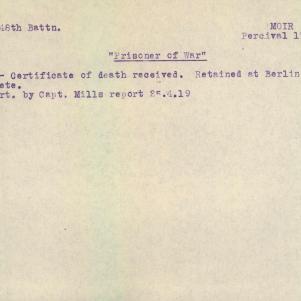 48th Battn. MOIR
Percival 1
"Prisoner of War"
- Certificate of death received. Retained at Berlin
ete.
rt. by Capt. Mills report 25.4.19